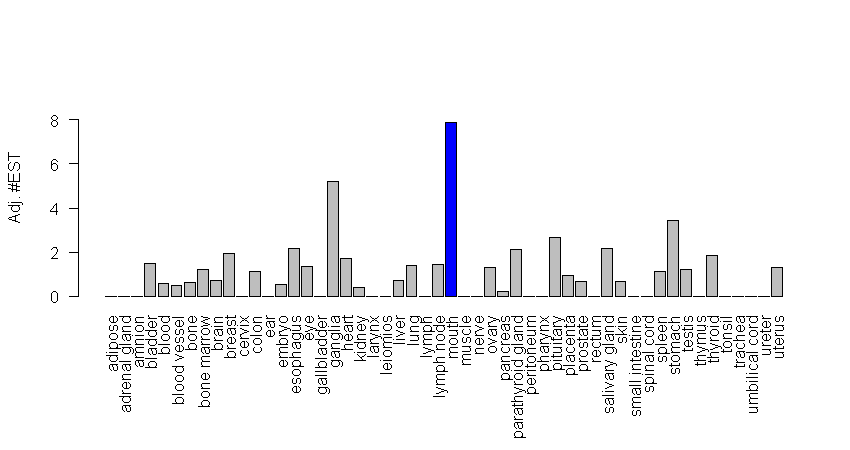 Adj. #EST
8
6
4
2
0
adipose
adrenal gland
amnion
bladder
blood
blood vessel
bone
bone marrow
brain
breast
cervix
colon
ear
embryo
esophagus
eye
gallbladder
ganglia
heart
kidney
larynx
leiomios
liver
lung
lymph
lymph node
mouth
muscle
nerve
ovary
pancreas
parathyroid gland
peritoneum
pharynx
pituitary
placenta
prostate
rectum
salivary gland
skin
small intestine
spinal cord
spleen
stomach
testis
thymus
thyroid
tonsil
trachea
umbilical cord
ureter
uterus